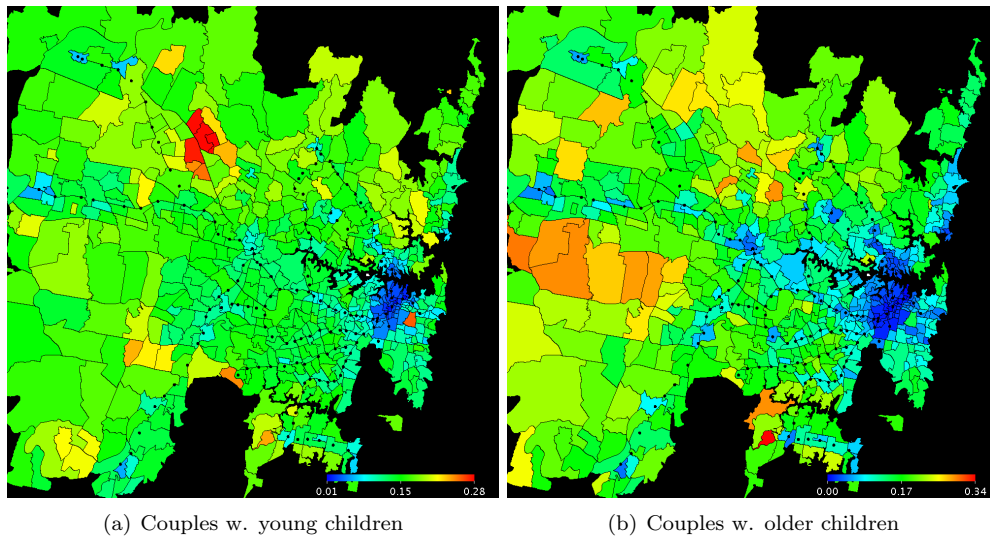 0.01 0.15 0.28
0.00 0.17 0.34
(a) Couples w. young children
(b) Couples w. older children